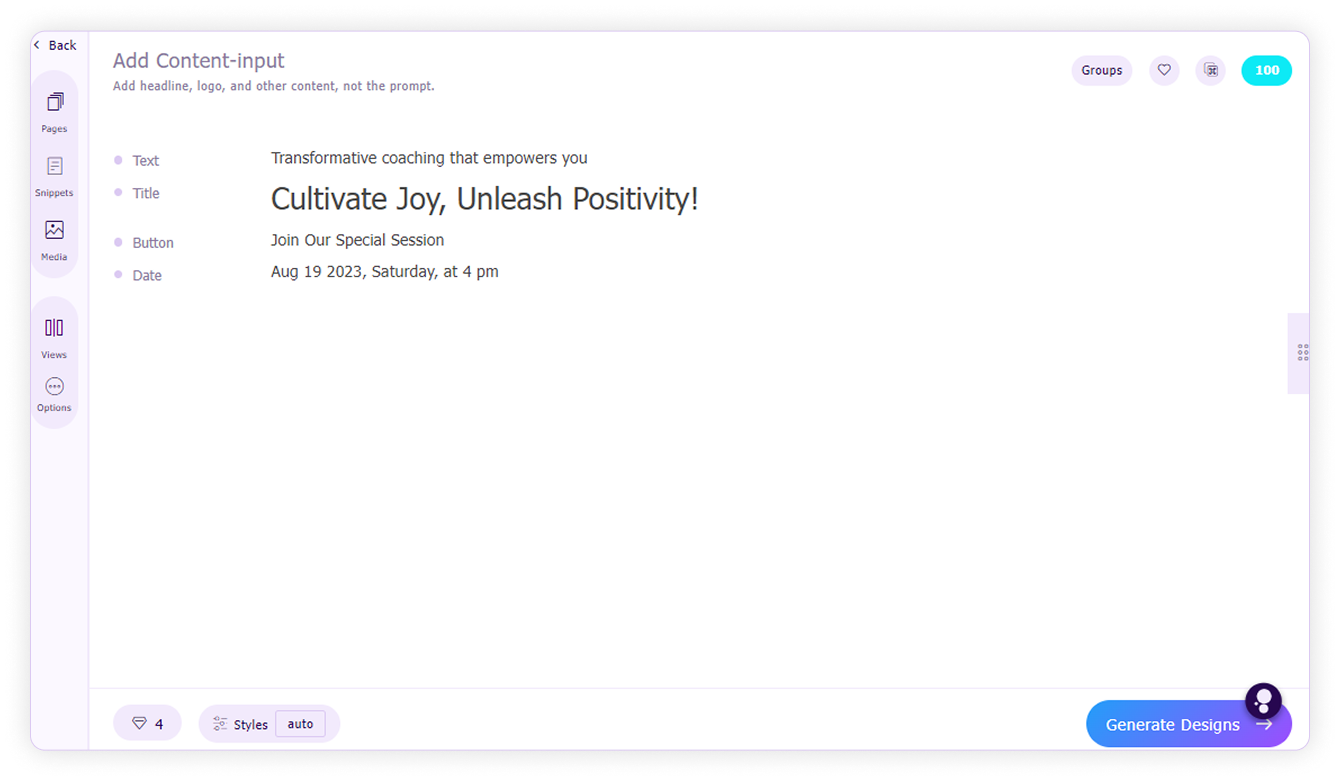 Back
Add Content-input
Add headline, logo, and other content, not the prompt.
Groups
100
Pages
Snippets
Media
Views
Options
Text
Transformative coaching that empowers you
Title
Cultivate Joy, Unleash Positivity!
Button
Join Our Special Session
Date
Aug 19 2023, Saturday, at 4 pm
4
Styles auto
Generate Designs